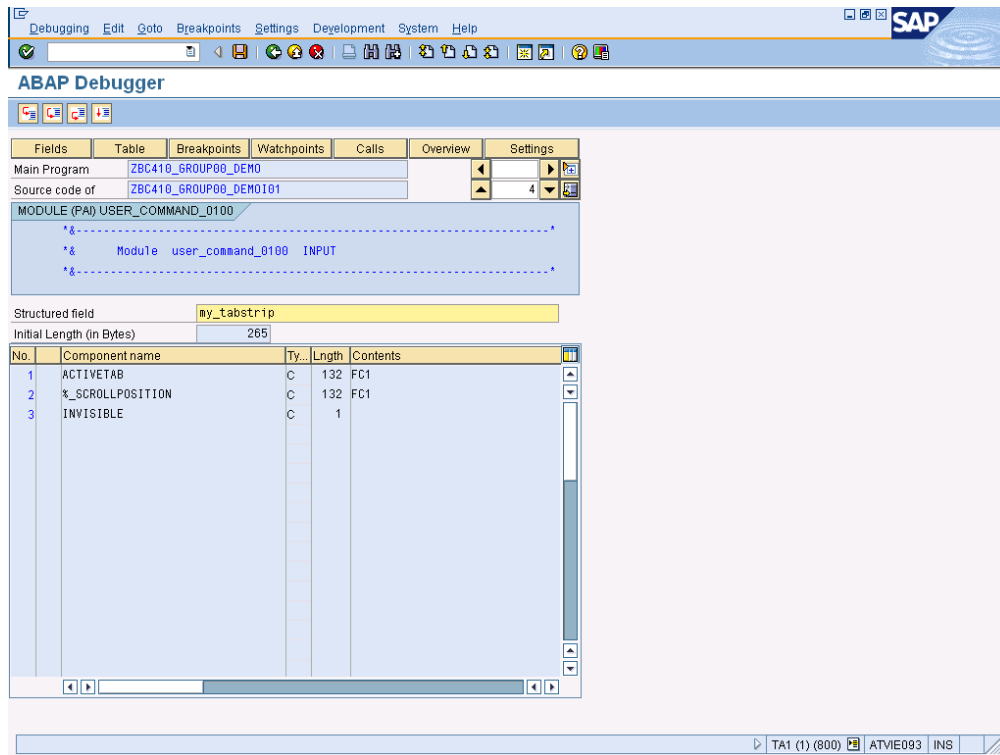 Debugging Edit Goto Breakpoints Settings Development System Help
SAP
ABAP Debugger
Fields Table Breakpoints Watchpoints Calls Overview Settings
Main Program ZBC410_GROUP00_DEMO
Source code of ZBC410_GROUP00_DEMOI01 4
MODULE (PAI) USER_COMMAND_0100
*&---------------------------------------------------------------------*
*& Module user_command_0100 INPUT
*&---------------------------------------------------------------------*
Structured field my_tabstrip
Initial Length (in Bytes) 265
No. Component name Ty... Lngth Contents
1 ACTIVETAB C 132 FC1
2 %_SCROLLPOSITION C 132 FC1
3 INVISIBLE C 1
TA1 (1) (800) ATVIE093 INS